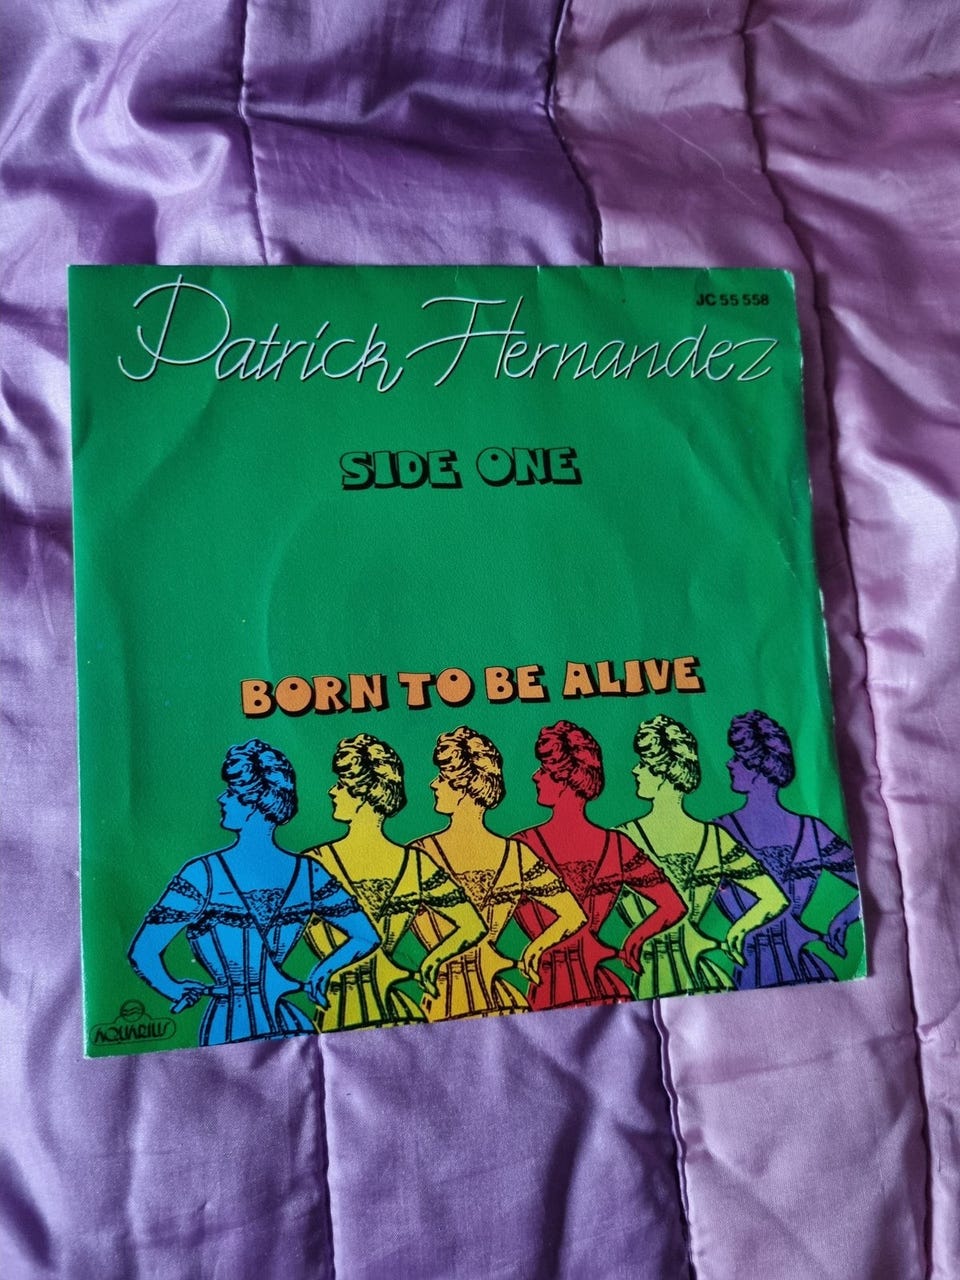 JC 55 558
Patrick Hernandez
SIDE ONE
BORN TO BE ALIVE
AQUARIUS